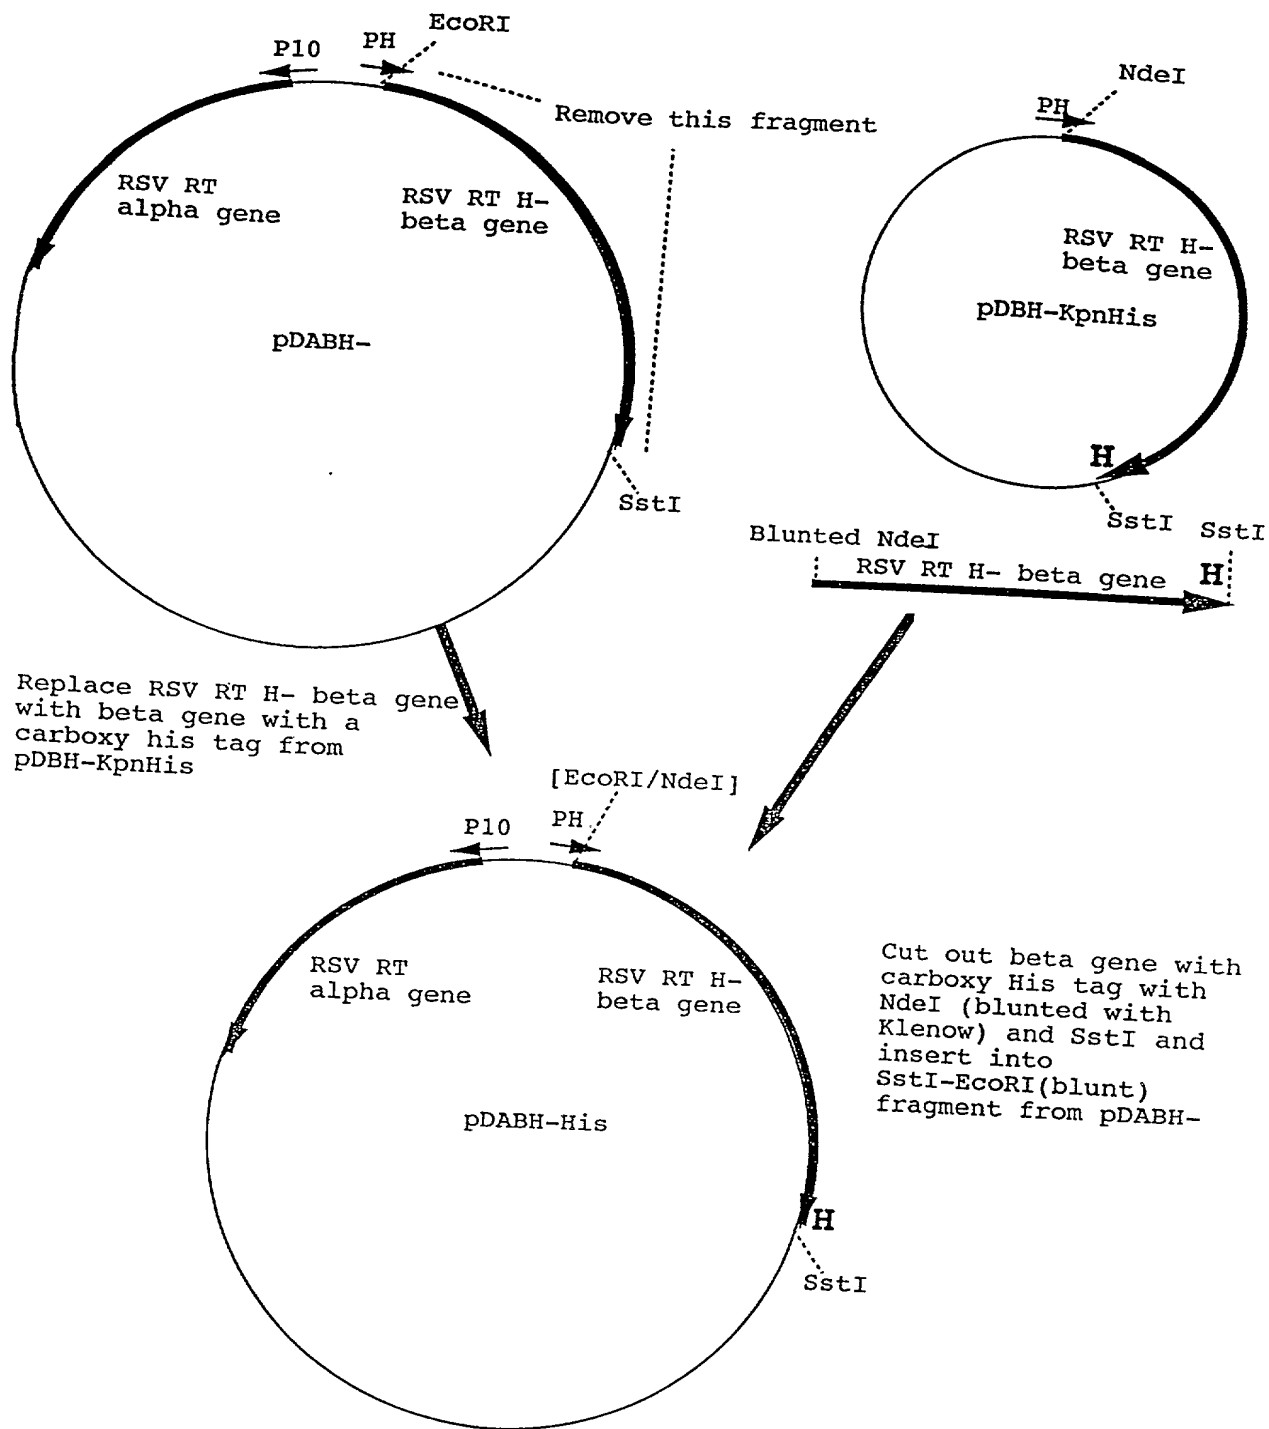 EcoRI
P10
PH
Remove this fragment
RSV RT
alpha gene
RSV RT H-
beta gene
pDABH-
SstI
NdeI
PH
RSV RT H-
beta gene
pDBH-KpnHis
H
SstI
SstI
Blunted NdeI
RSV RT H- beta gene
H
Replace RSV RT H- beta gene
with beta gene with a
carboxy his tag from
pDBH-KpnHis
[EcoRI/NdeI]
P10
PH
RSV RT
alpha gene
RSV RT H-
beta gene
pDABH-His
H
SstI
Cut out beta gene with
carboxy His tag with
NdeI (blunted with
Klenow) and SstI and
insert into
SstI-EcoRI(blunt)
fragment from pDABH-